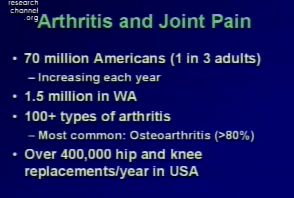 research
channel
.org
Arthritis and Joint Pain
• 70 million Americans (1 in 3 adults)
– Increasing each year
• 1.5 million in WA
• 100+ types of arthritis
– Most common: Osteoarthritis (>80%)
• Over 400,000 hip and knee
replacements/year in USA